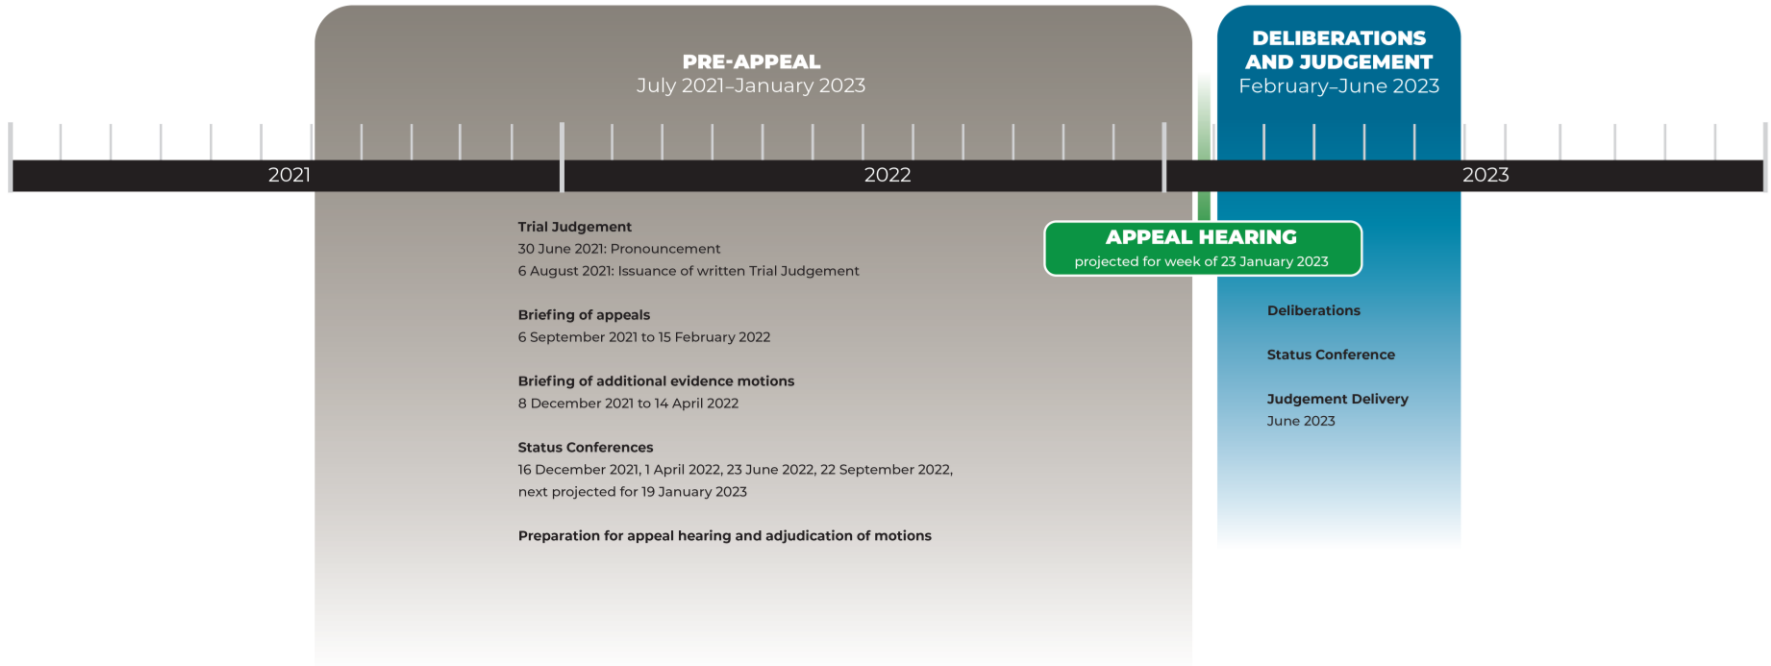 PRE-APPEAL
July 2021–January 2023
DELIBERATIONS
AND JUDGEMENT
February–June 2023
2021
2022
2023
Trial Judgement
30 June 2021: Pronouncement
6 August 2021: Issuance of written Trial Judgement
Briefing of appeals
6 September 2021 to 15 February 2022
Briefing of additional evidence motions
8 December 2021 to 14 April 2022
Status Conferences
16 December 2021, 1 April 2022, 23 June 2022, 22 September 2022,
next projected for 19 January 2023
Preparation for appeal hearing and adjudication of motions
APPEAL HEARING
projected for week of 23 January 2023
Deliberations
Status Conference
Judgement Delivery
June 2023